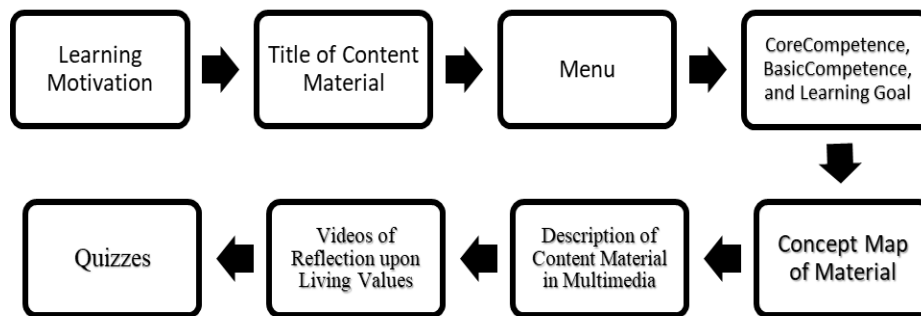 Learning
Motivation
Title of Content
Material
Menu
CoreCompetence,
BasicCompetence,
and Learning Goal
Concept Map
of Material
Description of
Content Material
in Multimedia
Videos of
Reflection upon
Living Values
Quizzes